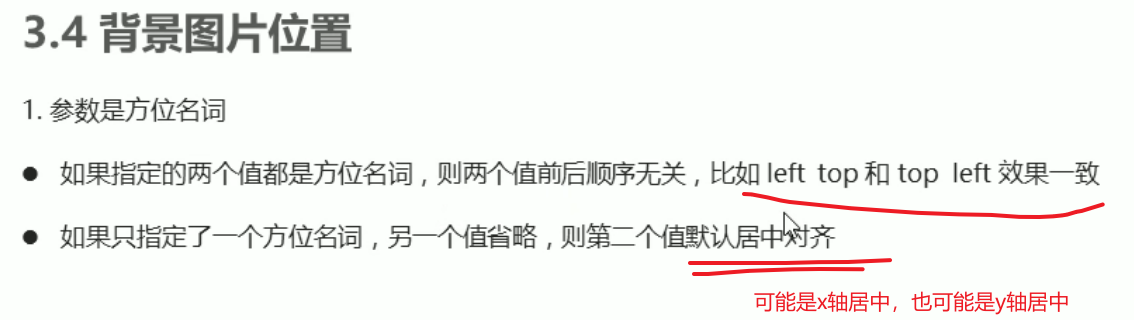 3.4 背景图片位置
1. 参数是方位名词
● 如果指定的两个值都是方位名词，则两个值前后顺序无关，比如 left top 和 top left 效果一致
● 如果只指定了一个方位名词，另一个值省略，则第二个值默认居中对齐
可能是x轴居中，也可能是y轴居中